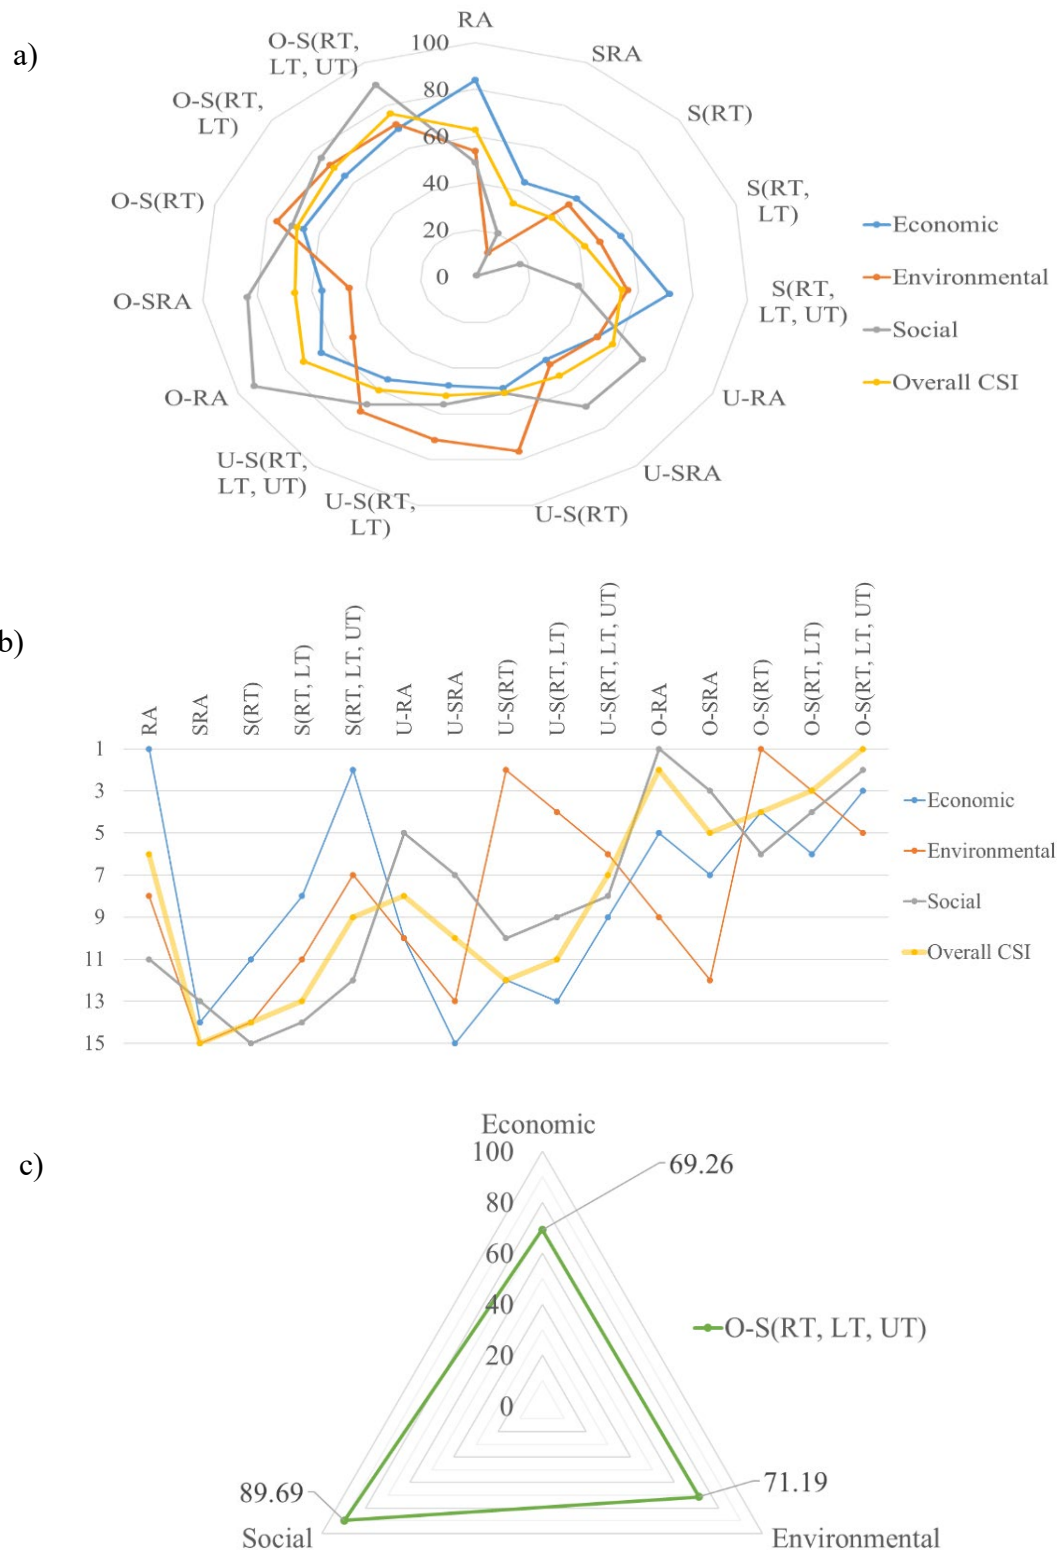 a)
RA
SRA
S(RT)
S(RT,
LT)
S(RT,
LT, UT)
U-RA
U-SRA
U-S(RT)
U-S(RT,
LT)
U-S(RT,
LT, UT)
O-RA
O-SRA
O-S(RT)
O-S(RT,
LT)
O-S(RT,
LT, UT)
100
80
60
40
20
0
Economic
Environmental
Social
Overall CSI
b)
RA
SRA
S(RT)
S(RT, LT)
S(RT, LT, UT)
U-RA
U-SRA
U-S(RT)
U-S(RT, LT)
U-S(RT, LT, UT)
O-RA
O-SRA
O-S(RT)
O-S(RT, LT)
O-S(RT, LT, UT)
1
3
5
7
9
11
13
15
Economic
Environmental
Social
Overall CSI
c)
Economic
100
80
60
40
20
0
69.26
O-S(RT, LT, UT)
89.69
71.19
Social
Environmental